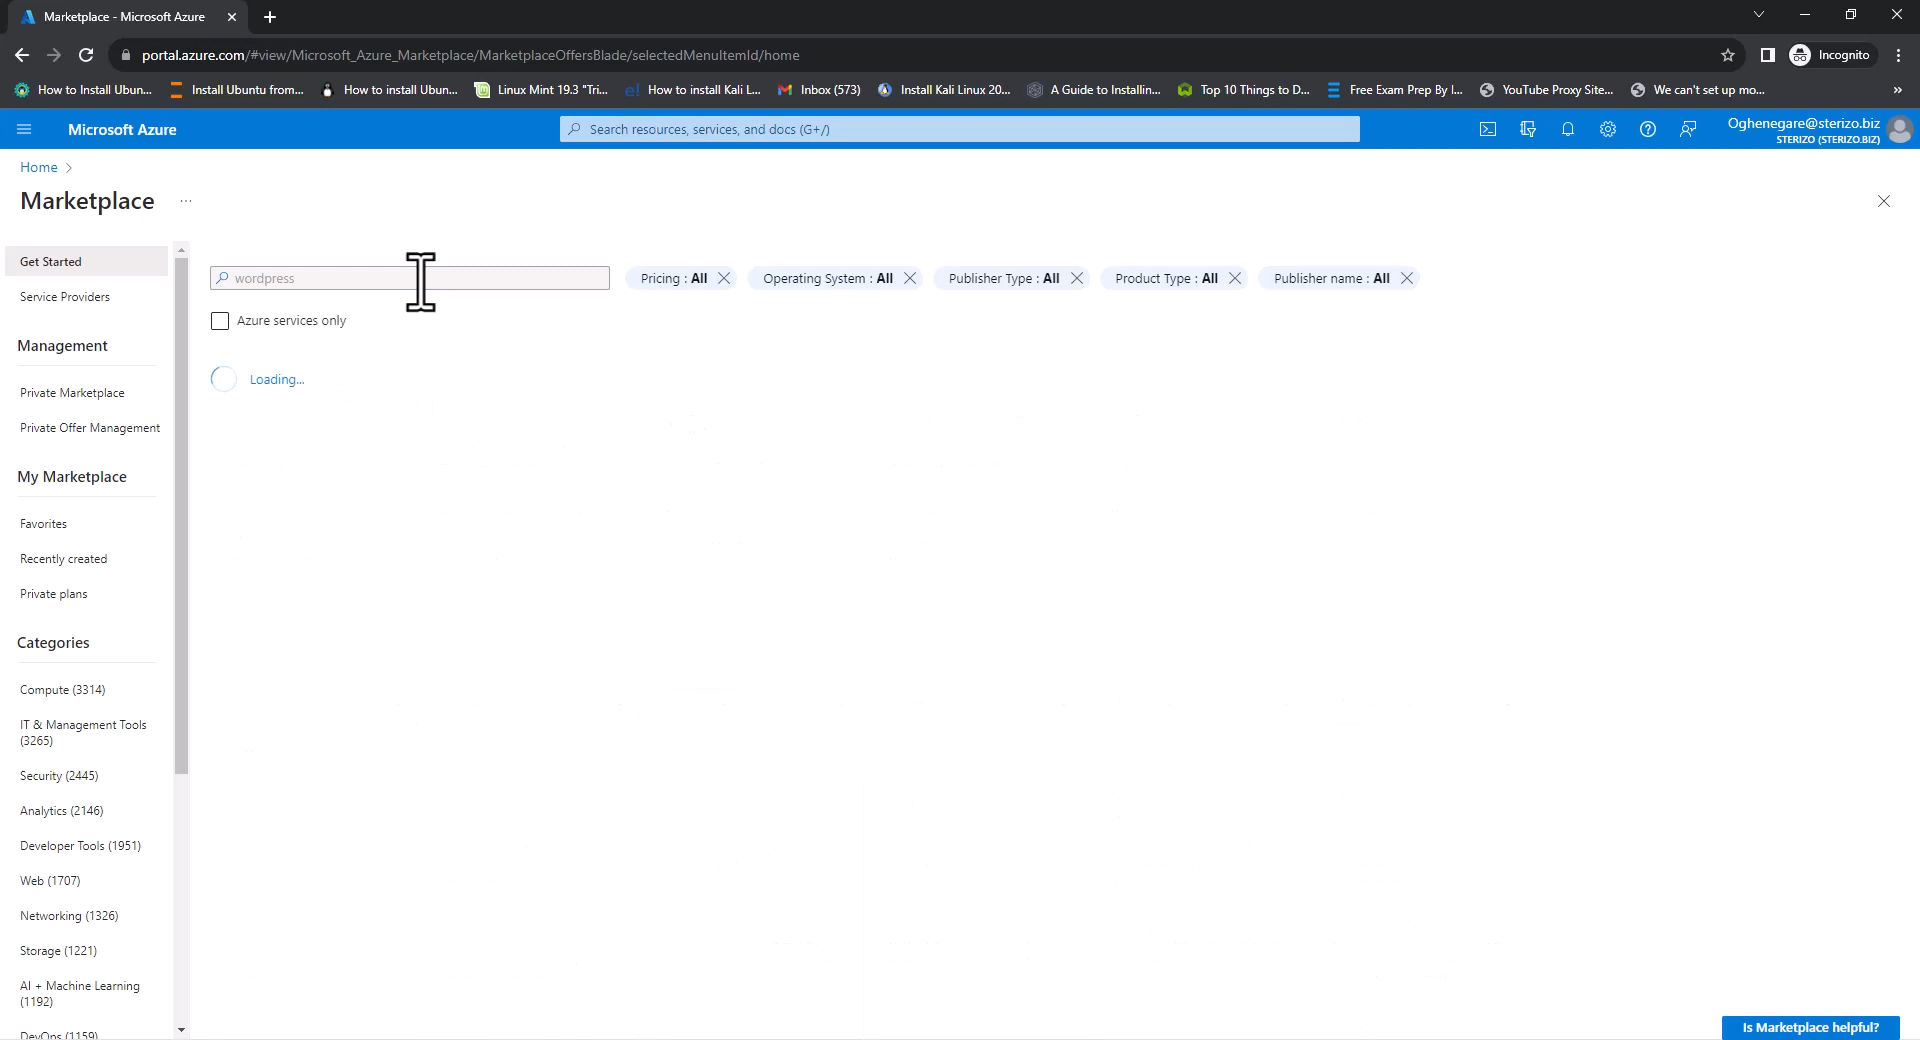 Marketplace - Microsoft Azure
portal.azure.com/#view/Microsoft_Azure_Marketplace/MarketplaceOffersBlade/selectedMenuItemId/home
Incognito
How to Install Ubun...
Install Ubuntu from...
How to install Ubun...
Linux Mint 19.3 "Tri...
How to install Kali L...
Inbox (573)
Install Kali Linux 20...
A Guide to Installin...
Top 10 Things to D...
Free Exam Prep By I...
YouTube Proxy Site...
We can't set up mo...
Microsoft Azure
Search resources, services, and docs (G+/)
Oghenegare@sterizo.biz
STERIZO (STERIZO.BIZ)
Home
Marketplace
Get Started
Service Providers
Management
Private Marketplace
Private Offer Management
My Marketplace
Favorites
Recently created
Private plans
Categories
Compute (3314)
IT & Management Tools
(3265)
Security (2445)
Analytics (2146)
Developer Tools (1951)
Web (1707)
Networking (1326)
Storage (1221)
AI + Machine Learning
(1192)
DevOps (1159)
wordpress
Pricing : All
Operating System : All
Publisher Type : All
Product Type : All
Publisher name : All
Azure services only
Loading...
Is Marketplace helpful?